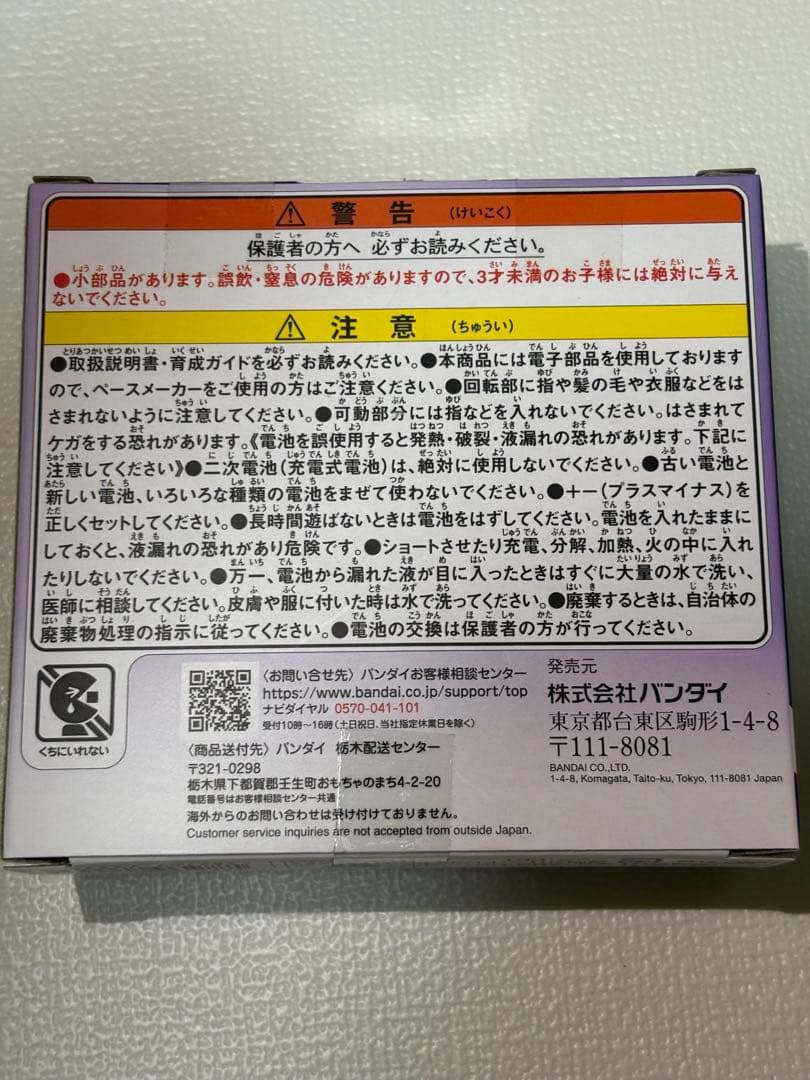 ⚠ 警告 (けいこく)
保護者の方へ 必ずお読みください。
●小部品があります。誤飲・窒息の危険がありますので、3才未満のお子様には絶対に与え
ないでください。
⚠ 注意 (ちゅうい)
●取扱説明書・育成ガイドを必ずお読みください。●本商品には電子部品を使用しております
ので、ペースメーカーをご使用の方はご注意ください。●回転部に指や髪の毛や衣服などをは
さまれないように注意してください。●可動部分には指などを入れないでください。はさまれて
ケガをする恐れがあります。《電池を誤使用すると発熱・破裂・液漏れの恐れがあります。下記に
注意してください》●二次電池(充電式電池)は、絶対に使用しないでください。●古い電池と
新しい電池、いろいろな種類の電池をまぜて使わないでください。●+−(プラスマイナス)を
正しくセットしてください。●長時間遊ばないときは電池をはずしてください。電池を入れたままに
しておくと、液漏れの恐れがあり危険です。●ショートさせたり充電、分解、加熱、火の中に入れ
たりしないでください。●万一、電池から漏れた液が目に入ったときはすぐに大量の水で洗い、
医師に相談してください。皮膚や服に付いた時は水で洗ってください。●廃棄するときは、自治体の
廃棄物処理の指示に従ってください。●電池の交換は保護者の方が行ってください。
くちにいれない
〈お問い合せ先〉バンダイお客様相談センター
https://www.bandai.co.jp/support/top
ナビダイヤル 0570-041-101
受付10時〜16時(土日祝日、当社指定休業日を除く)
〈商品送付先〉バンダイ 栃木配送センター
〒321-0298
栃木県下都賀郡壬生町おもちゃのまち4-2-20
電話番号はお客様相談センター共通
海外からのお問い合わせは受け付けておりません。
Customer service inquiries are not accepted from outside Japan.
発売元
株式会社バンダイ
東京都台東区駒形1-4-8
〒111-8081
BANDAI CO.,LTD.
1-4-8, Komagata, Taito-ku, Tokyo, 111-8081 Japan